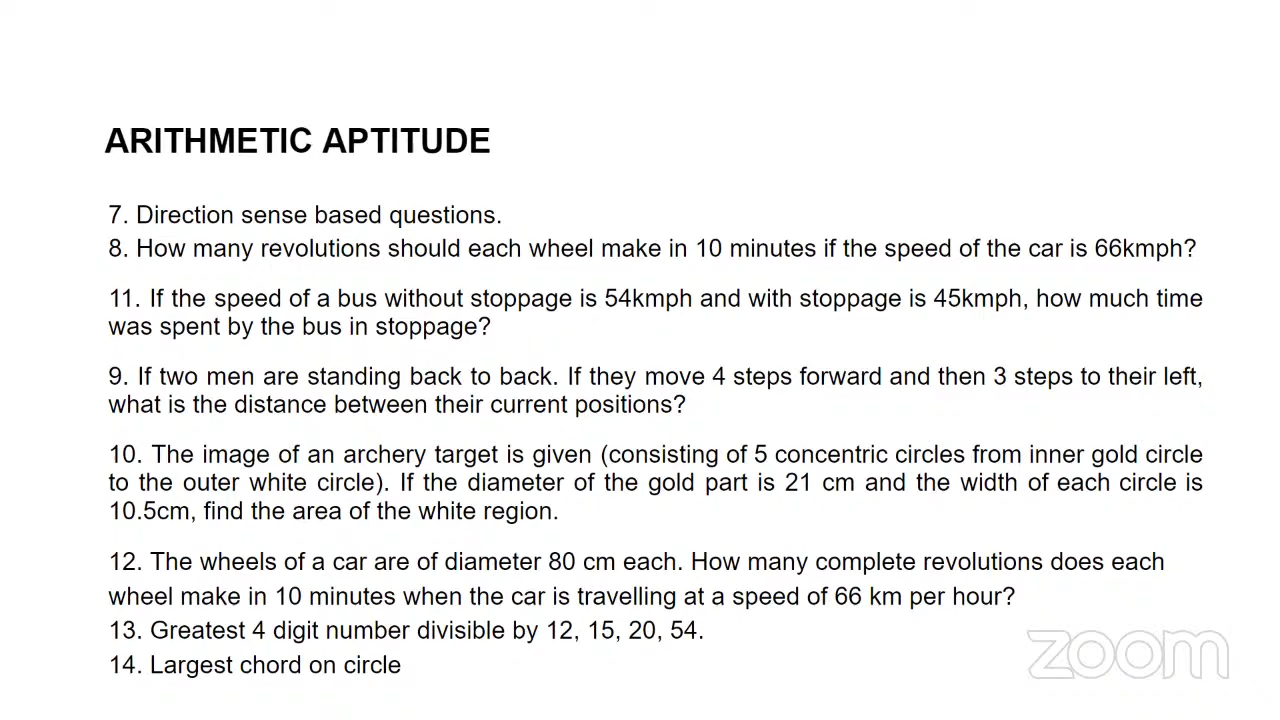 ARITHMETIC APTITUDE
7. Direction sense based questions.
8. How many revolutions should each wheel make in 10 minutes if the speed of the car is 66kmph?
11. If the speed of a bus without stoppage is 54kmph and with stoppage is 45kmph, how much time
was spent by the bus in stoppage?
9. If two men are standing back to back. If they move 4 steps forward and then 3 steps to their left,
what is the distance between their current positions?
10. The image of an archery target is given (consisting of 5 concentric circles from inner gold circle
to the outer white circle). If the diameter of the gold part is 21 cm and the width of each circle is
10.5cm, find the area of the white region.
12. The wheels of a car are of diameter 80 cm each. How many complete revolutions does each
wheel make in 10 minutes when the car is travelling at a speed of 66 km per hour?
13. Greatest 4 digit number divisible by 12, 15, 20, 54.
14. Largest chord on circle
zoom